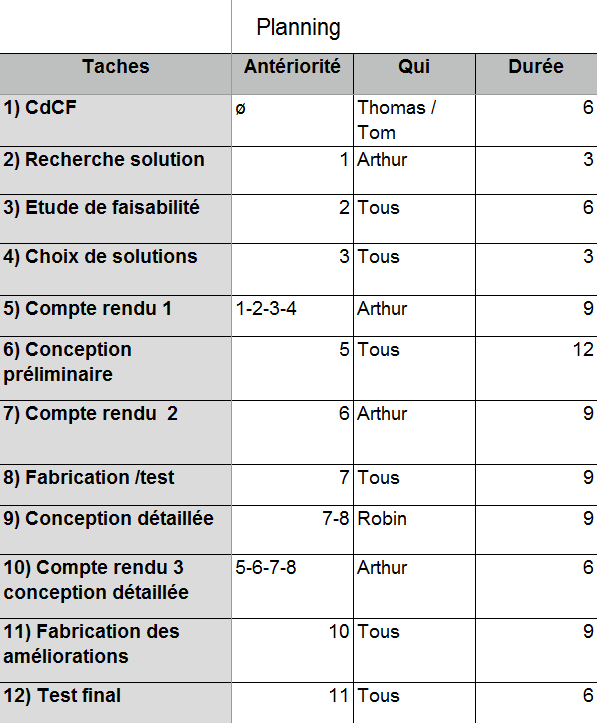 Planning
Taches Antériorité Qui Durée
1) CdCF ø Thomas / 6
Tom
2) Recherche solution 1 Arthur 3
3) Etude de faisabilité 2 Tous 6
4) Choix de solutions 3 Tous 3
5) Compte rendu 1 1-2-3-4 Arthur 9
6) Conception 5 Tous 12
préliminaire
7) Compte rendu  2 6 Arthur 9
8) Fabrication /test 7 Tous 9
9) Conception détaillée 7-8 Robin 9
10) Compte rendu 3 5-6-7-8 Arthur 6
conception détaillée
11) Fabrication des 10 Tous 9
améliorations
12) Test final 11 Tous 6